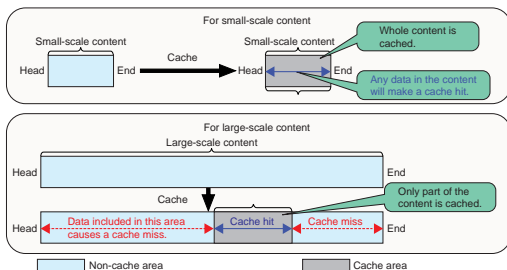 For small-scale content
Small-scale content
Head
End
Cache
Small-scale content
Head
End
Whole content is
cached.
Any data in the content
will make a cache hit.
For large-scale content
Large-scale content
Head
End
Cache
Only part of the
content is cached.
Head
Data included in this area
causes a cache miss.
Cache hit
Cache miss
End
Non-cache area
Cache area